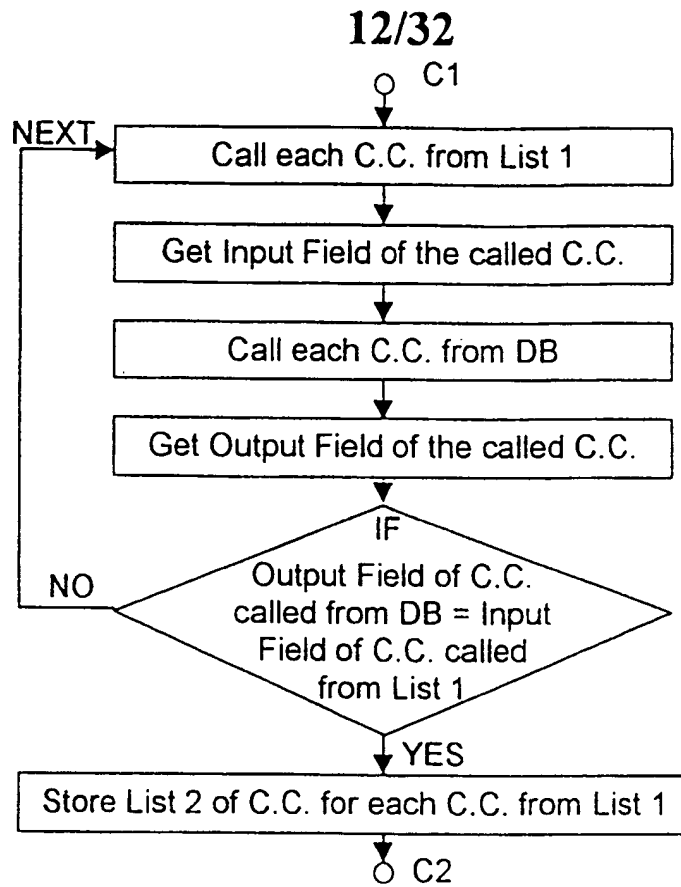 12/32
C1
NEXT
Call each C.C. from List 1
Get Input Field of the called C.C.
Call each C.C. from DB
Get Output Field of the called C.C.
IF
NO
Output Field of C.C.
called from DB = Input
Field of C.C. called
from List 1
YES
Store List 2 of C.C. for each C.C. from List 1
C2